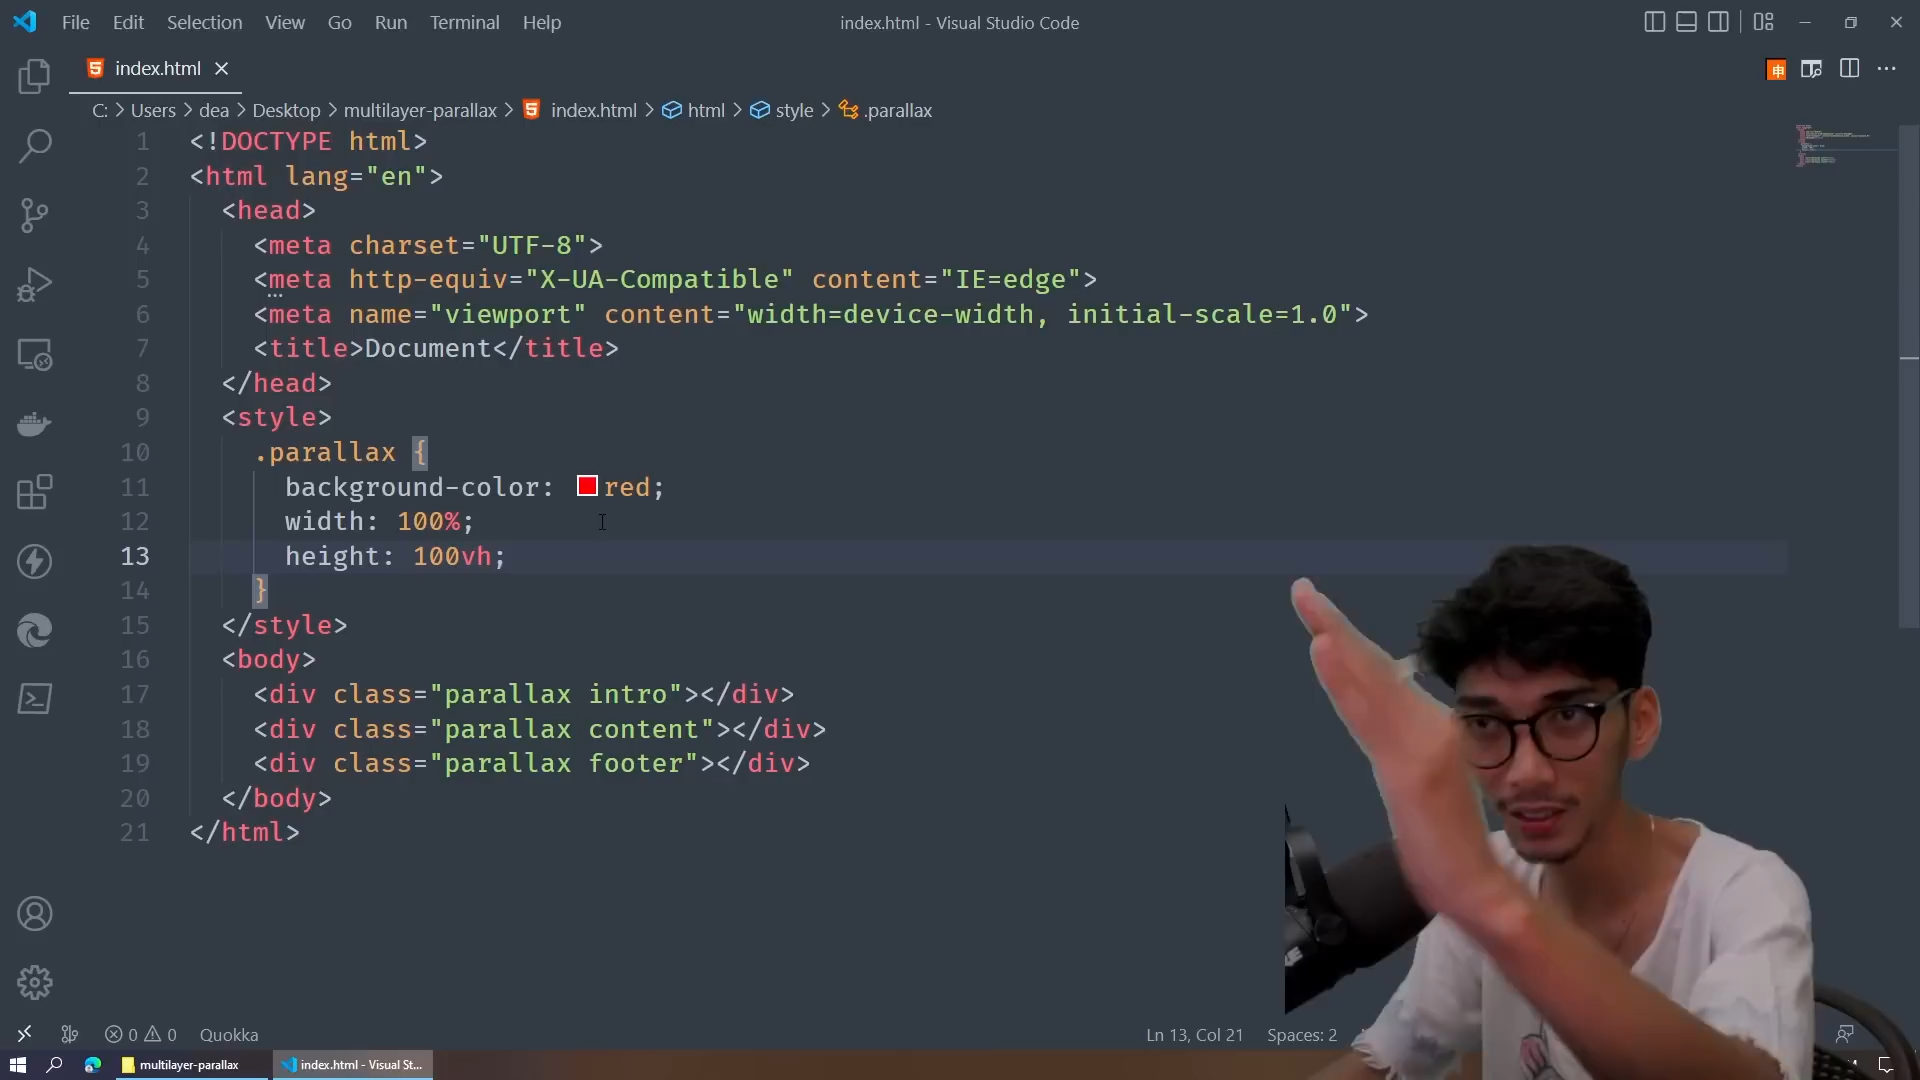 File Edit Selection View Go Run Terminal Help
index.html - Visual Studio Code
index.html
C: > Users > dea > Desktop > multilayer-parallax > index.html > html > style > .parallax
1 <!DOCTYPE html>
2 <html lang="en">
3 <head>
4 <meta charset="UTF-8">
5 <meta http-equiv="X-UA-Compatible" content="IE=edge">
6 <meta name="viewport" content="width=device-width, initial-scale=1.0">
7 <title>Document</title>
8 </head>
9 <style>
10 .parallax {
11 background-color: red;
12 width: 100%;
13 height: 100vh;
14 }
15 </style>
16 <body>
17 <div class="parallax intro"></div>
18 <div class="parallax content"></div>
19 <div class="parallax footer"></div>
20 </body>
21 </html>
0 0 Quokka
Ln 13, Col 21 Spaces: 2
multilayer-parallax
index.html - Visual St...